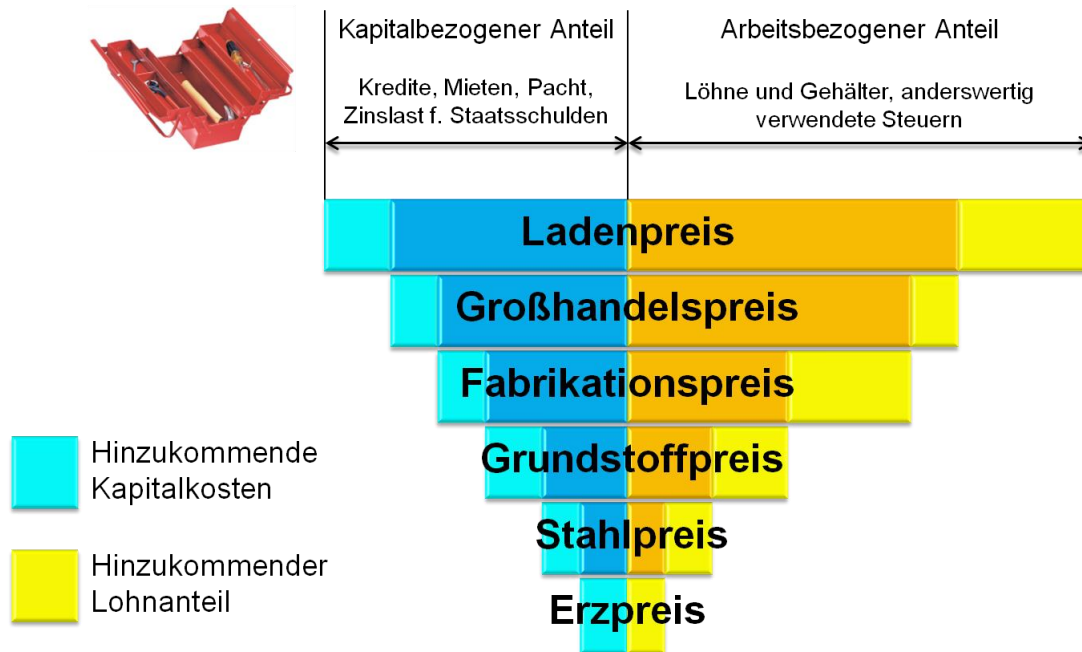 Kapitalbezogener Anteil
Arbeitsbezogener Anteil
Kredite, Mieten, Pacht,
Zinslast f. Staatsschulden
Löhne und Gehälter, anderswertig
verwendete Steuern
Ladenpreis
Großhandelspreis
Fabrikationspreis
Grundstoffpreis
Stahlpreis
Erzpreis
Hinzukommende
Kapitalkosten
Hinzukommender
Lohnanteil